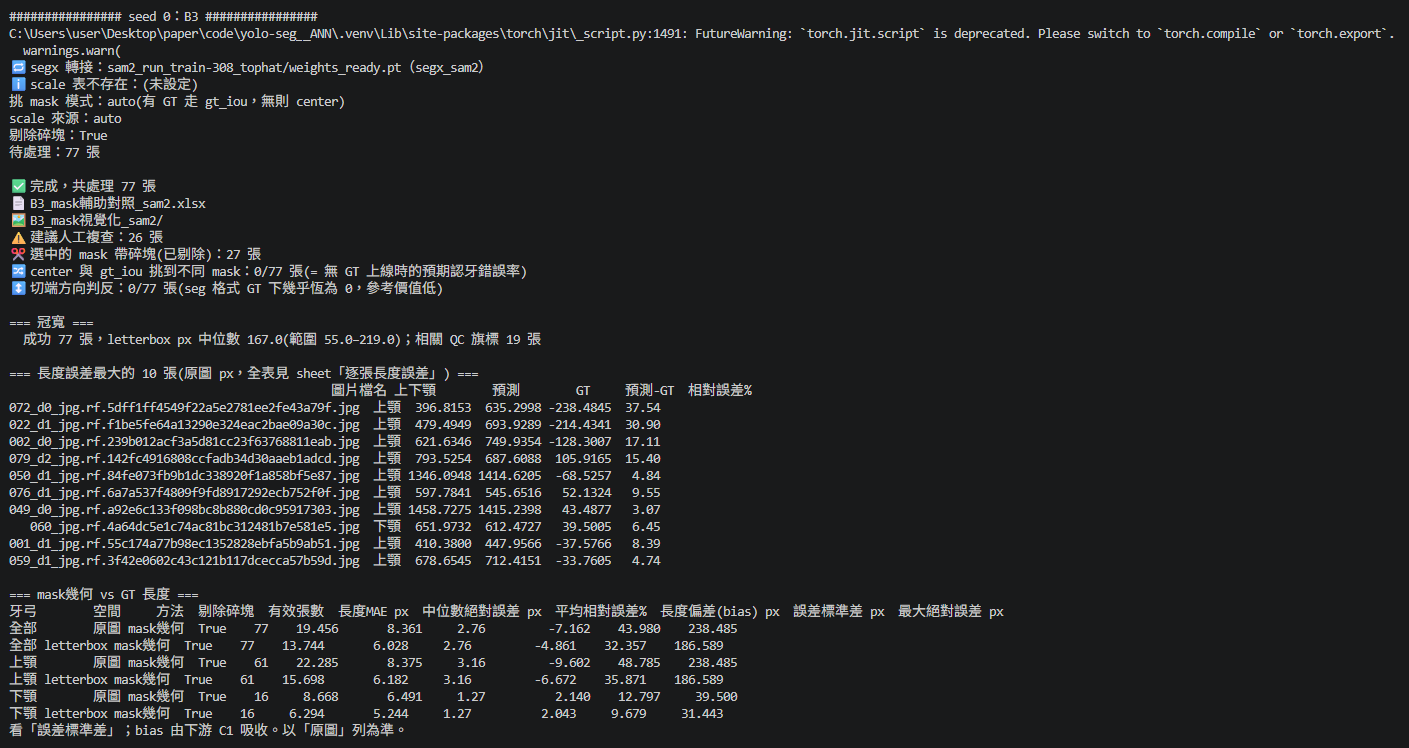 ################ seed 0：B3 ################
C:\Users\user\Desktop\paper\code\yolo-seg__ANN\.venv\Lib\site-packages\torch\jit\_script.py:1491: FutureWarning: `torch.jit.script` is deprecated. Please switch to `torch.compile` or `torch.export`.
  warnings.warn(
🔁 segx 轉接：sam2_run_train-308_tophat/weights_ready.pt（segx_sam2）
ℹ️ scale 表不存在：(未設定)
挑 mask 模式：auto(有 GT 走 gt_iou，無則 center)
scale 來源：auto
剔除碎塊：True
待處理：77 張

✅ 完成，共處理 77 張
📄 B3_mask輔助對照_sam2.xlsx
🖼️ B3_mask視覺化_sam2/
⚠️ 建議人工複查：26 張
✂️ 選中的 mask 帶碎塊(已剔除)：27 張
🔀 center 與 gt_iou 挑到不同 mask：0/77 張(= 無 GT 上線時的預期認牙錯誤率)
↕️ 切端方向判反：0/77 張(seg 格式 GT 下幾乎恆為 0，參考價值低)

=== 冠寬 ===
  成功 77 張，letterbox px 中位數 167.0(範圍 55.0–219.0)；相關 QC 旗標 19 張

=== 長度誤差最大的 10 張(原圖 px，全表見 sheet「逐張長度誤差」) ===
圖片檔名 上下顎 預測 GT 預測-GT 相對誤差%
072_d0_jpg.rf.5dff1ff4549f22a5e2781ee2fe43a79f.jpg 上顎 396.8153 635.2998 -238.4845 37.54
022_d1_jpg.rf.f1be5fe64a13290e324eac2bae09a30c.jpg 上顎 479.4949 693.9289 -214.4341 30.90
002_d0_jpg.rf.239b012acf3a5d81cc23f63768811eab.jpg 上顎 621.6346 749.9354 -128.3007 17.11
079_d2_jpg.rf.142fc4916808ccfadb34d30aaeb1adcd.jpg 上顎 793.5254 687.6088 105.9165 15.40
050_d1_jpg.rf.84fe073fb9b1dc338920f1a858bf5e87.jpg 上顎 1346.0948 1414.6205 -68.5257 4.84
076_d1_jpg.rf.6a7a537f4809f9fd8917292ecb752f0f.jpg 上顎 597.7841 545.6516 52.1324 9.55
049_d0_jpg.rf.a92e6c133f098bc8b880cd0c95917303.jpg 上顎 1458.7275 1415.2398 43.4877 3.07
060_jpg.rf.4a64dc5e1c74ac81bc312481b7e581e5.jpg 下顎 651.9732 612.4727 39.5005 6.45
001_d1_jpg.rf.55c174a77b98ec1352828ebfa5b9ab51.jpg 上顎 410.3800 447.9566 -37.5766 8.39
059_d1_jpg.rf.3f42e0602c43c121b117dcecca57b59d.jpg 上顎 678.6545 712.4151 -33.7605 4.74

=== mask幾何 vs GT 長度 ===
牙弓 空間 方法 剔除碎塊 有效張數 長度MAE px 中位數絕對誤差 px 平均相對誤差% 長度偏差(bias) px 誤差標準差 px 最大絕對誤差 px
全部 原圖 mask幾何 True 77 19.456 8.361 2.76 -7.162 43.980 238.485
全部 letterbox mask幾何 True 77 13.744 6.028 2.76 -4.861 32.357 186.589
上顎 原圖 mask幾何 True 61 22.285 8.375 3.16 -9.602 48.785 238.485
上顎 letterbox mask幾何 True 61 15.698 6.182 3.16 -6.672 35.871 186.589
下顎 原圖 mask幾何 True 16 8.668 6.491 1.27 2.140 12.797 39.500
下顎 letterbox mask幾何 True 16 6.294 5.244 1.27 2.043 9.679 31.443
看「誤差標準差」；bias 由下游 C1 吸收。以「原圖」列為準。